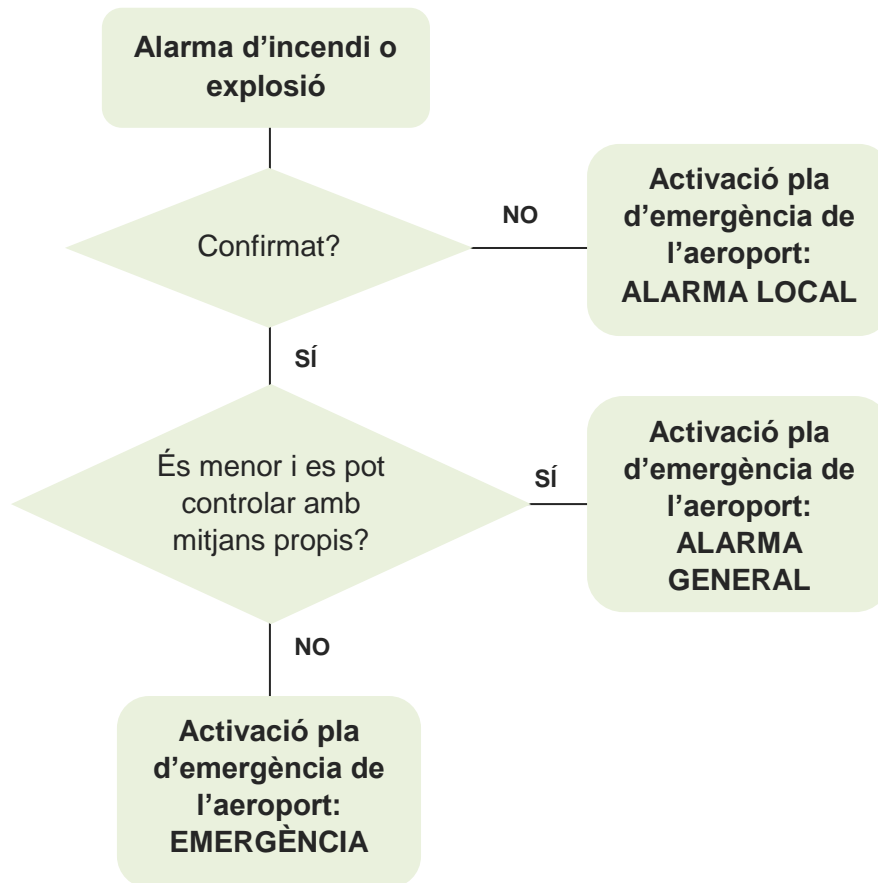 Alarma d’incendi o
explosió
Confirmat?
NO
Activació pla
d’emergència de
l’aeroport:
ALARMA LOCAL
SÍ
És menor i es pot
controlar amb
mitjans propis?
SÍ
Activació pla
d’emergència de
l’aeroport:
ALARMA
GENERAL
NO
Activació pla
d’emergència de
l’aeroport:
EMERGÈNCIA